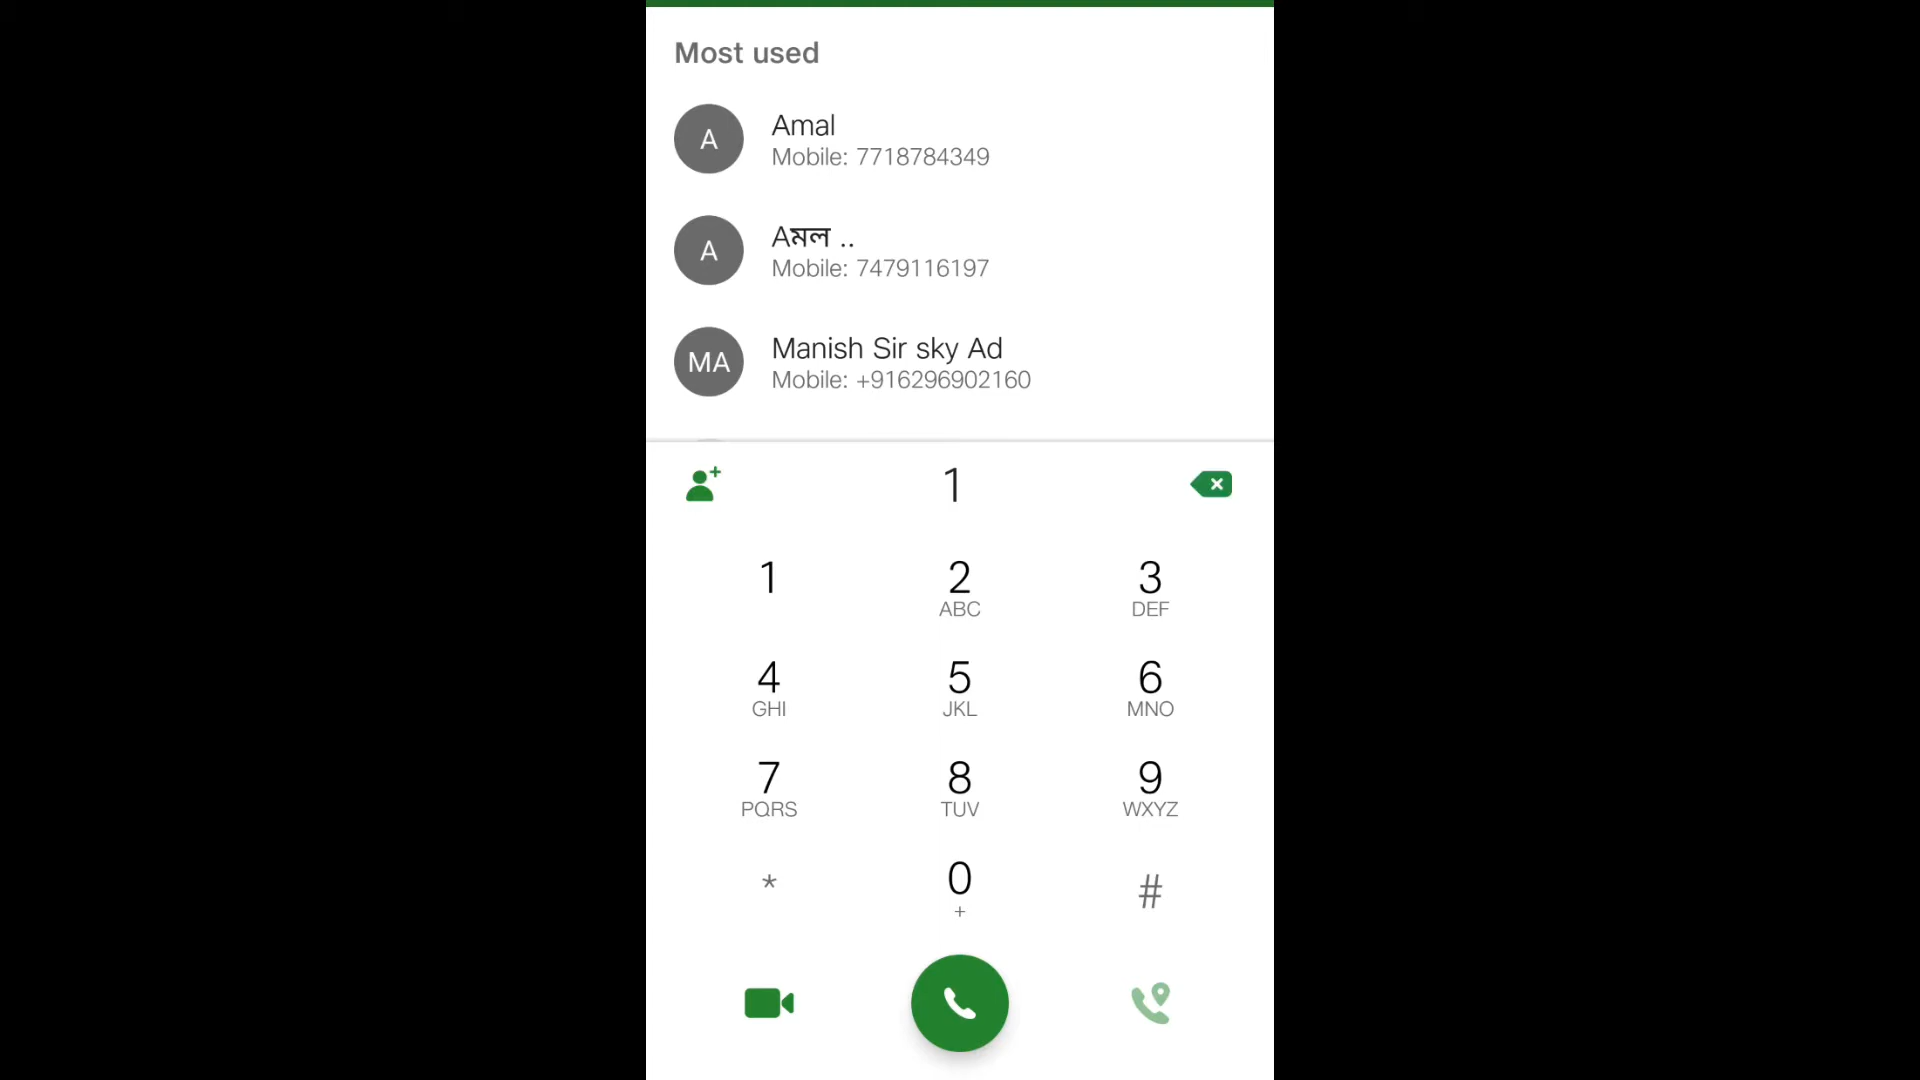 Most used
A
Amal
Mobile: 7718784349
A
Aমল ..
Mobile: 7479116197
MA
Manish Sir sky Ad
Mobile: +916296902160
1
1 2 3
ABC DEF
4 5 6
GHI JKL MNO
7 8 9
PQRS TUV WXYZ
* 0 #
+